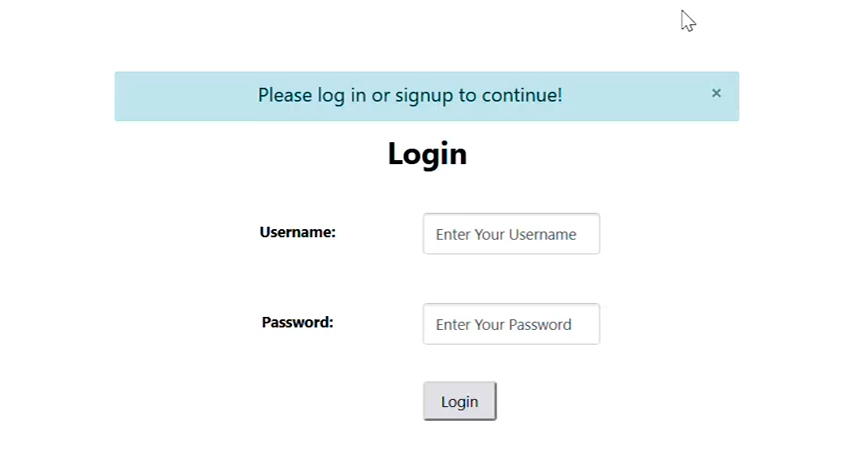 Please log in or signup to continue! ×
Login
Username: Enter Your Username
Password: Enter Your Password
Login